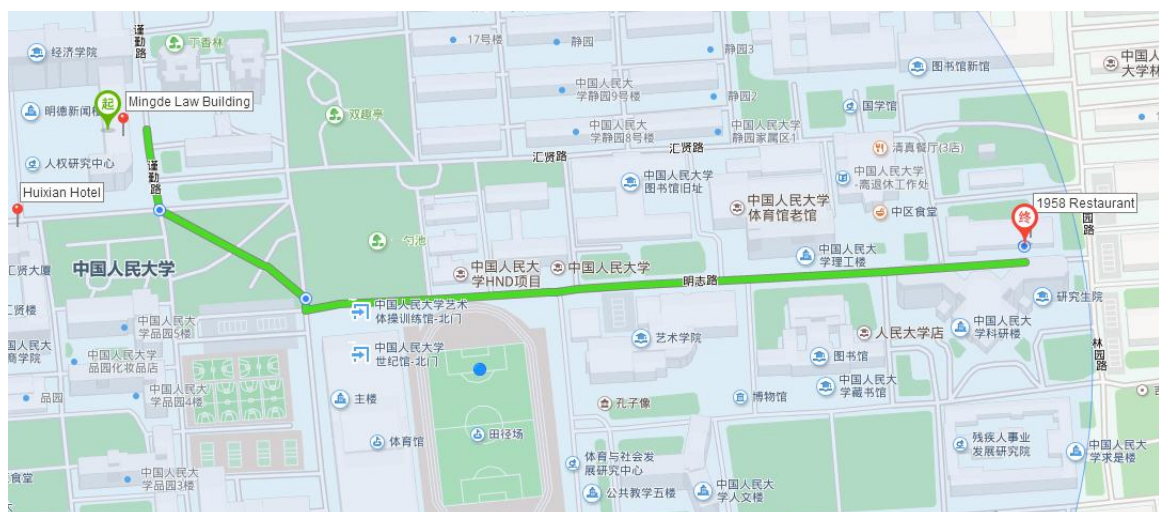 经济学院
谨勤路
丁香林
17号楼
静园
静园3
图书馆新馆
中国人民大
学林
起
Mingde Law Building
明德新闻楼
双趣亭
中国人民大
学静园9号楼
静园2
国学馆
中国人民大
学静园8号楼
中国人民大学
静园家属区1
清真餐厅(3店)
人权研究中心
谨勤路
汇贤路
汇贤路
中国人民大学
图书馆旧址
中国人民大学
-离退休工作处
Huixian Hotel
中国人民大学
体育馆老馆
中区食堂
1958 Restaurant
终
林园路
勺池
汇贤大厦
中国人民大学
中国人民大
学HND项目
中国人民大学
中国人民大
学理工楼
明志路
汇贤楼
中国人民大学艺术
体操训练馆-北门
研究生院
中国人民大
学品园5楼
艺术学院
人民大学店
中国人民大
学科研楼
国人民大
商学院
中国人民大学
品园化妆品店
中国人民大学
世纪馆-北门
图书馆
林园路
品园
中国人民大
学品园4楼
主楼
孔子像
博物馆
中国人民大
学藏书馆
体育馆
田径场
残疾人事业
发展研究院
中国人民大
学求是楼
食堂
中国人民大
学品园3楼
体育与社会发
展研究中心
公共教学五楼
中国人民大
学人文楼